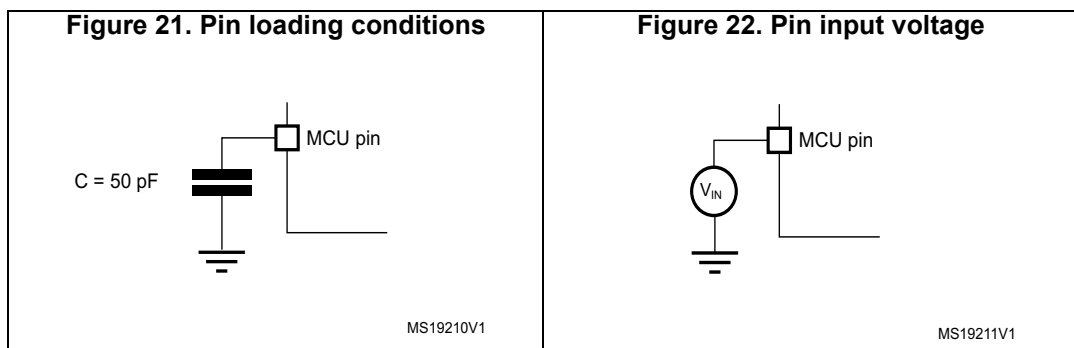 Figure 21. Pin loading conditions
MCU pin
C = 50 pF
MS19210V1
Figure 22. Pin input voltage
MCU pin
VIN
MS19211V1